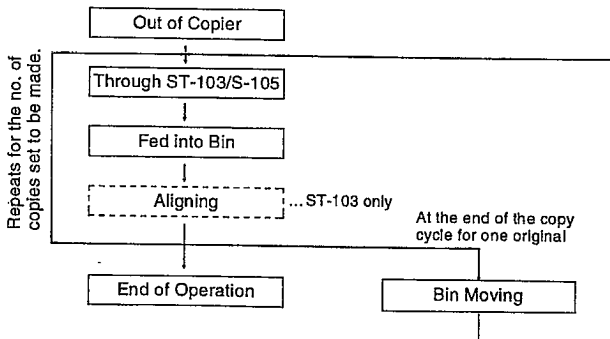 Out of Copier
Through ST-103/S-105
Fed into Bin
Aligning
...ST-103 only
Repeats for the no. of
copies set to be made.
At the end of the copy
cycle for one original
End of Operation
Bin Moving